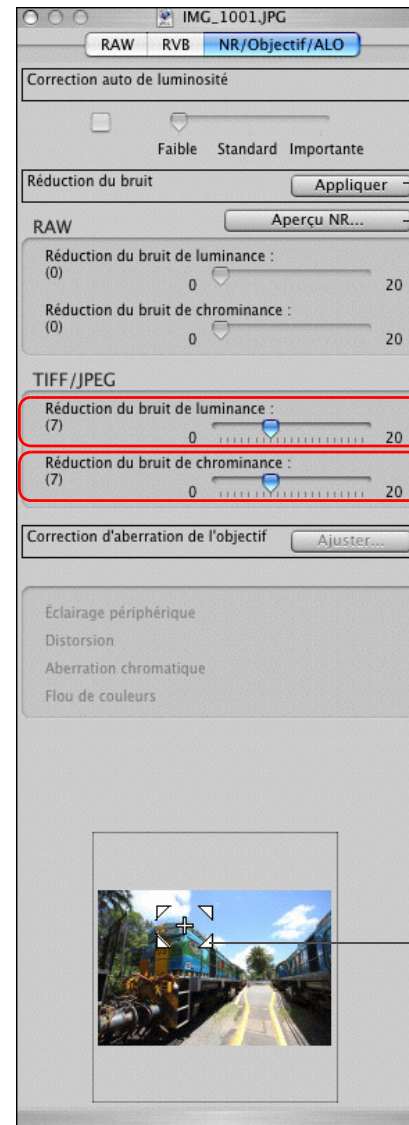 IMG_1001.JPG
RAW RVB NR/Objectif/ALO
Correction auto de luminosité
Faible Standard Importante
Réduction du bruit Appliquer
RAW Aperçu NR...
Réduction du bruit de luminance :
(0)
0 20
Réduction du bruit de chrominance :
(0)
0 20
TIFF/JPEG
Réduction du bruit de luminance :
(7)
0 20
Réduction du bruit de chrominance :
(7)
0 20
Correction d'aberration de l'objectif Ajuster...
Éclairage périphérique
Distorsion
Aberration chromatique
Flou de couleurs